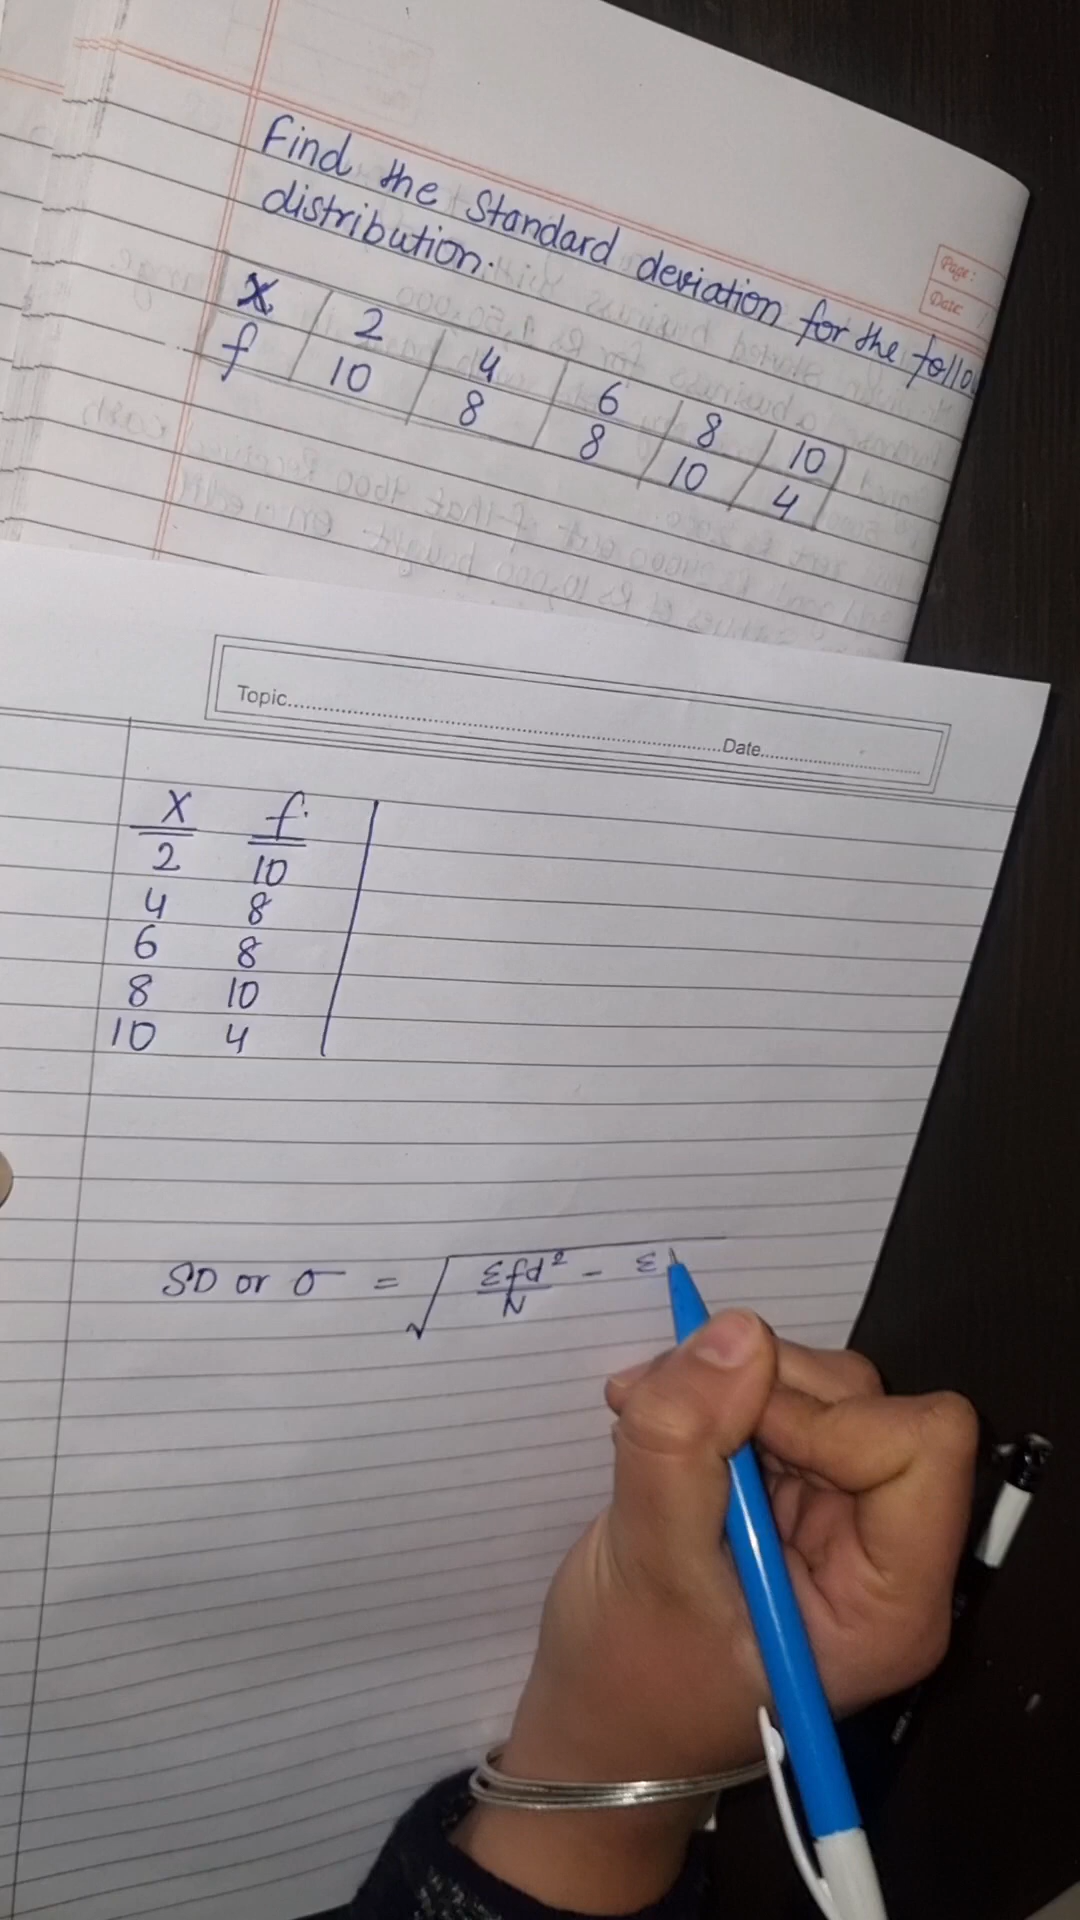 Find the Standard deviation for the follo
distribution.
X 2 4 6 8 10
f 10 8 8 10 4
Page:
Date
Topic
Date
X f.
2 10
4 8
6 8
8 10
10 4
SD or σ = √ Σfd² / N - Σ